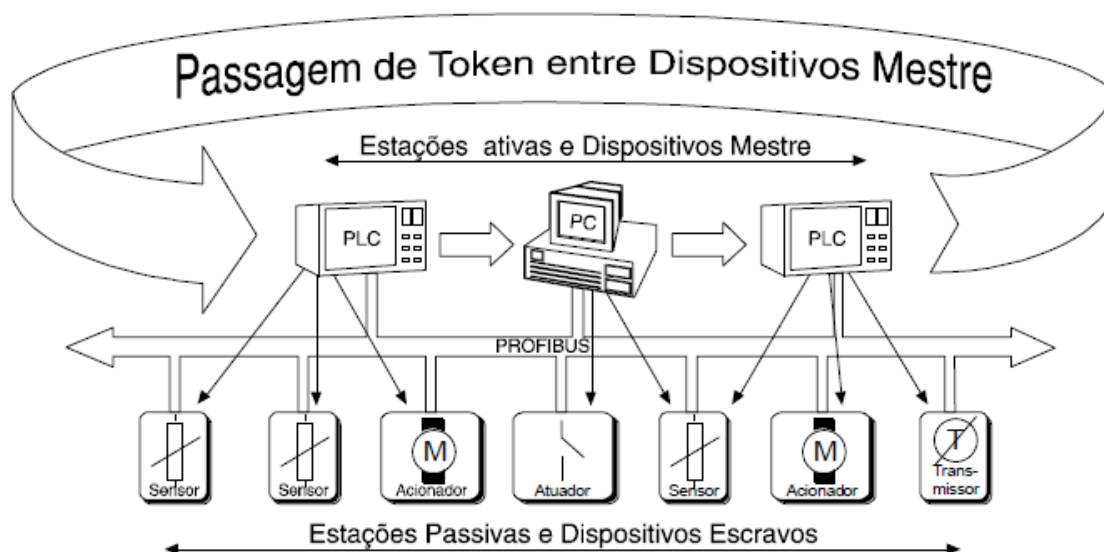 Passagem de Token entre Dispositivos Mestre
Estações ativas e Dispositivos Mestre
PLC
PC
PLC
PROFIBUS
Sensor
Sensor
M
Acionador
Atuador
Sensor
M
Acionador
T
Trans-
missor
Estações Passivas e Dispositivos Escravos